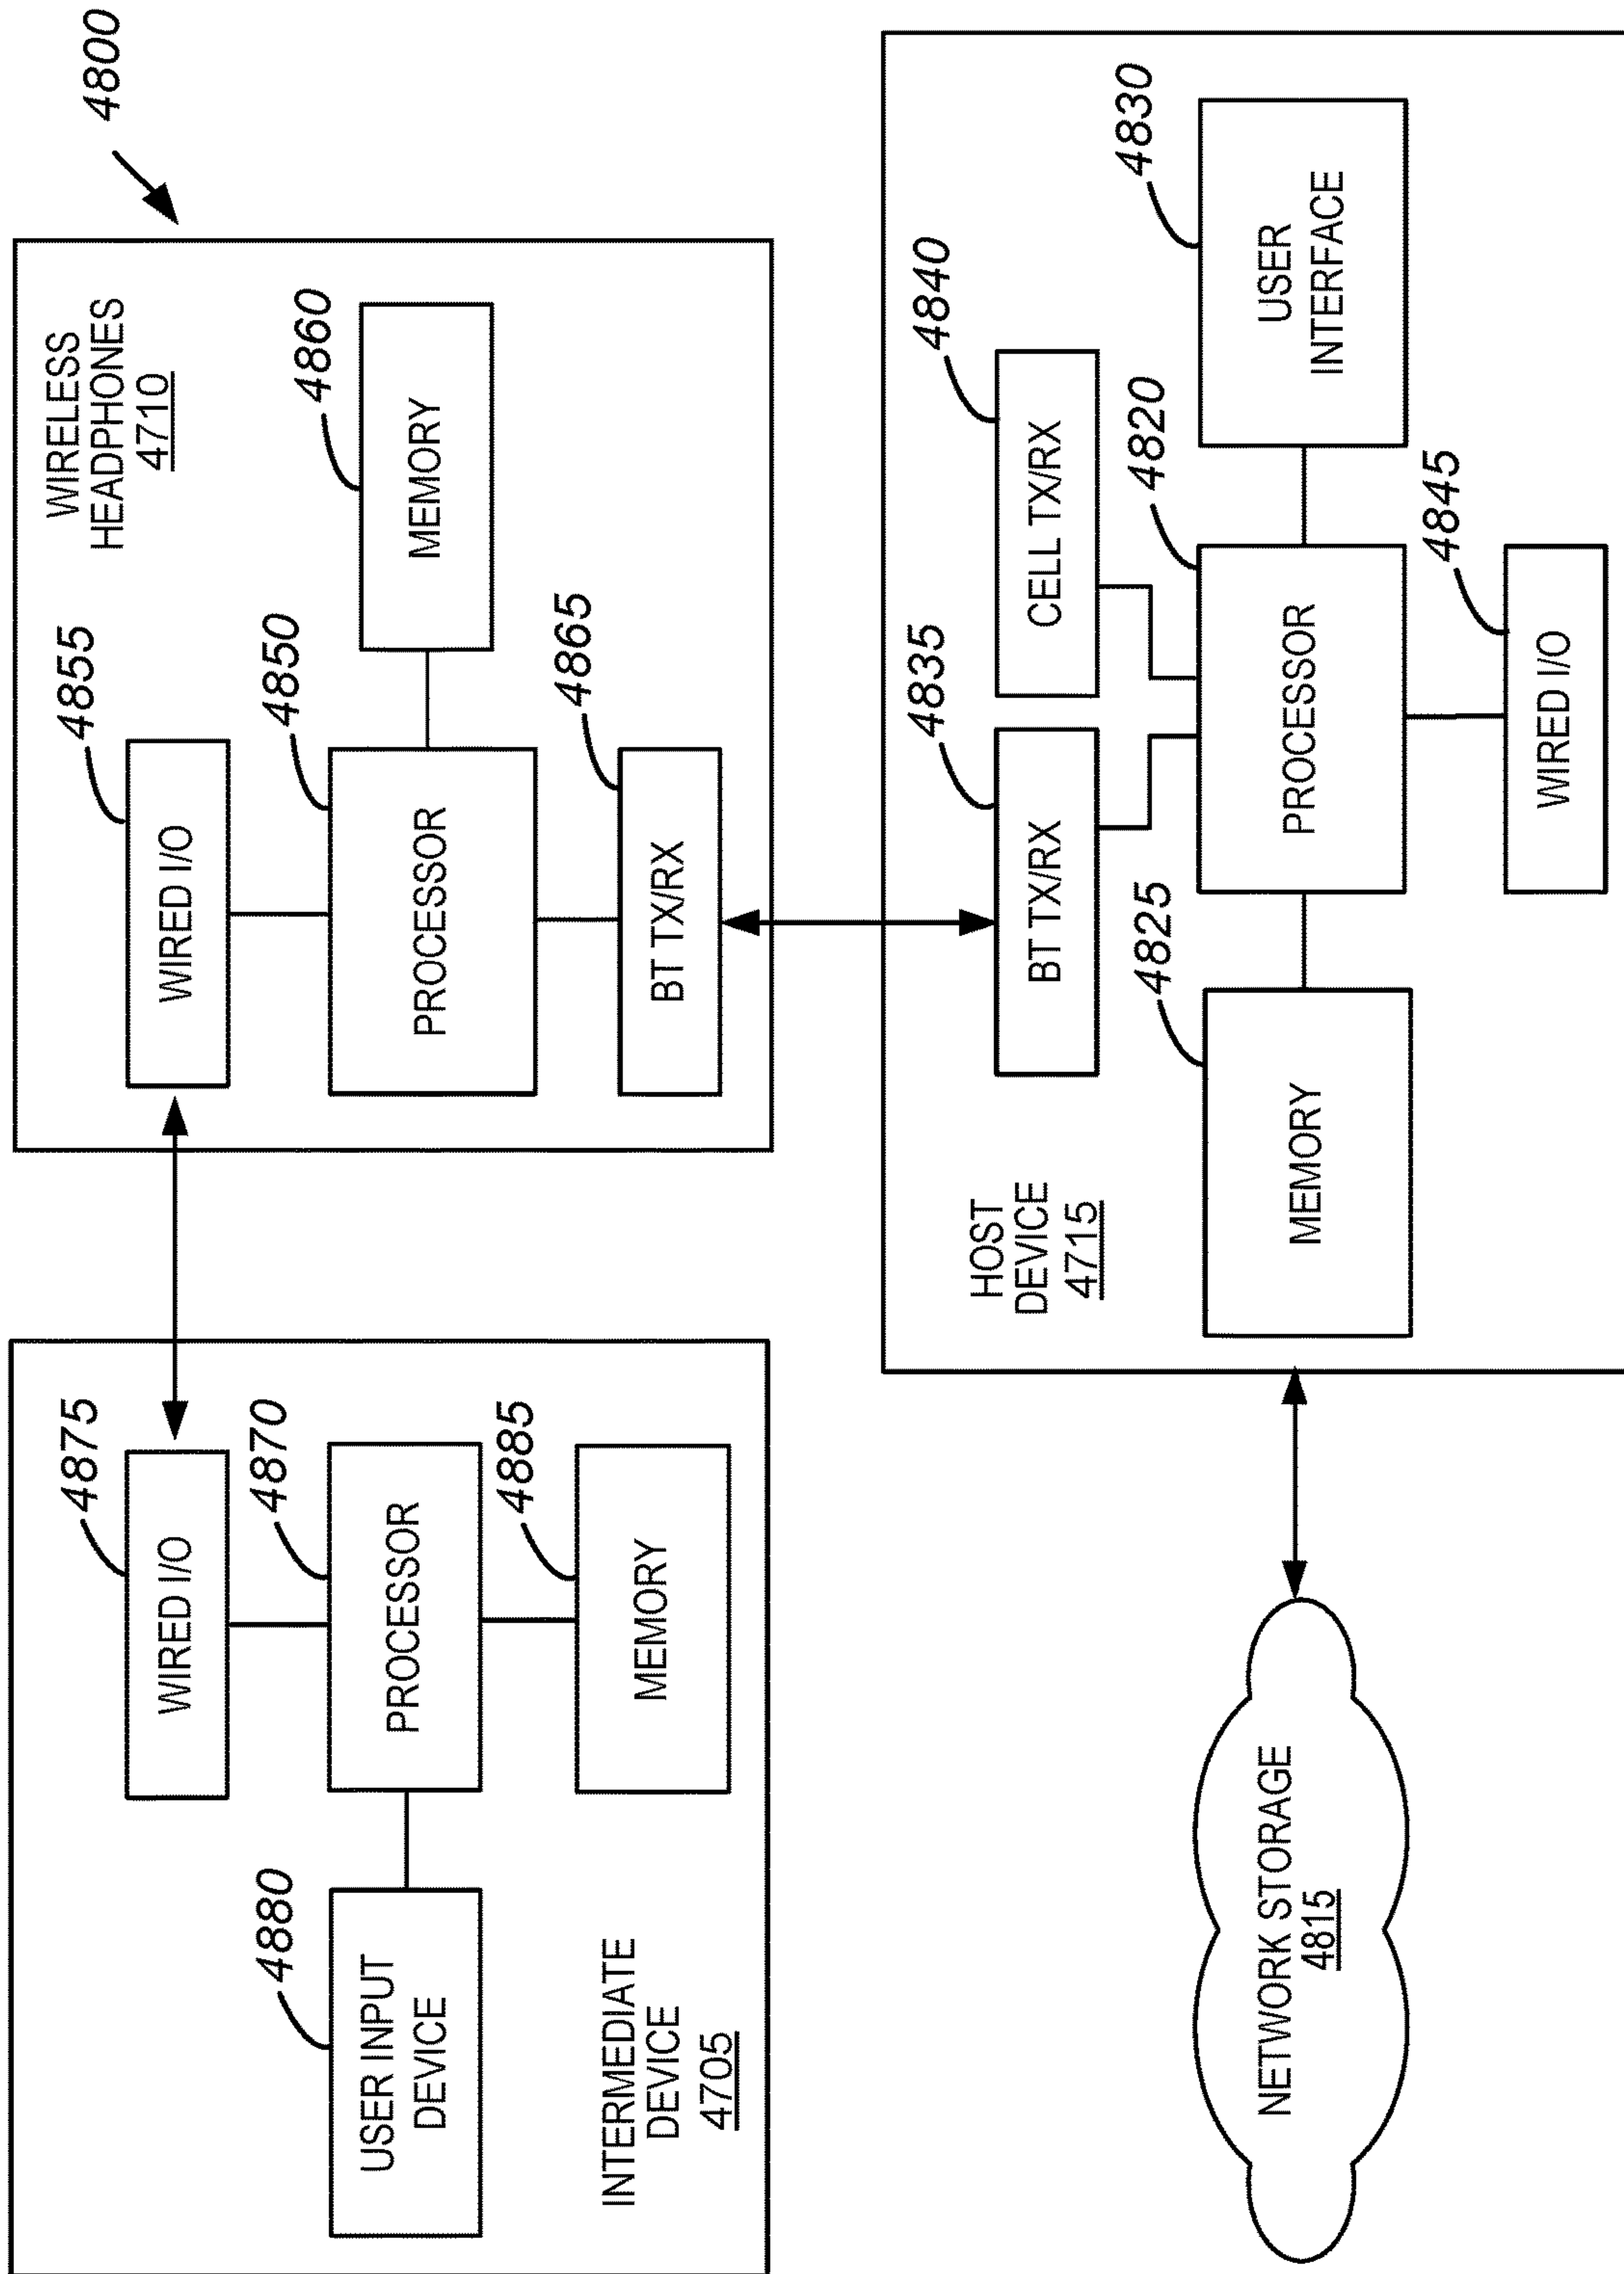 4800
WIRELESS
HEADPHONES
4710
4855
WIRED I/O
4850
PROCESSOR
4860
MEMORY
4865
BT TX/RX
4875
WIRED I/O
4870
PROCESSOR
4885
MEMORY
4880
USER INPUT
DEVICE
INTERMEDIATE
DEVICE
4705
HOST
DEVICE
4715
4835
BT TX/RX
4840
CELL TX/RX
4825
MEMORY
4820
PROCESSOR
4830
USER
INTERFACE
4845
WIRED I/O
NETWORK STORAGE
4815